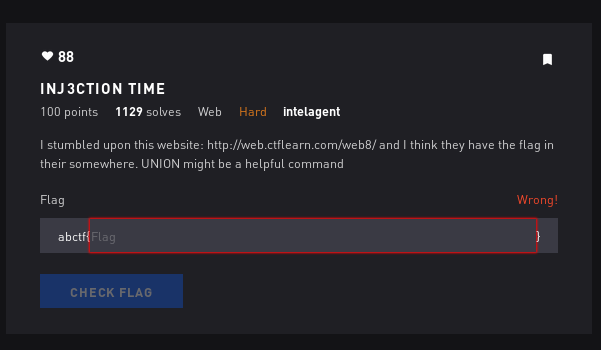 88
INJ3CTION TIME
100 points 1129 solves Web Hard intelagent
I stumbled upon this website: http://web.ctflearn.com/web8/ and I think they have the flag in
their somewhere. UNION might be a helpful command
Flag Wrong!
abctf{Flag }
CHECK FLAG